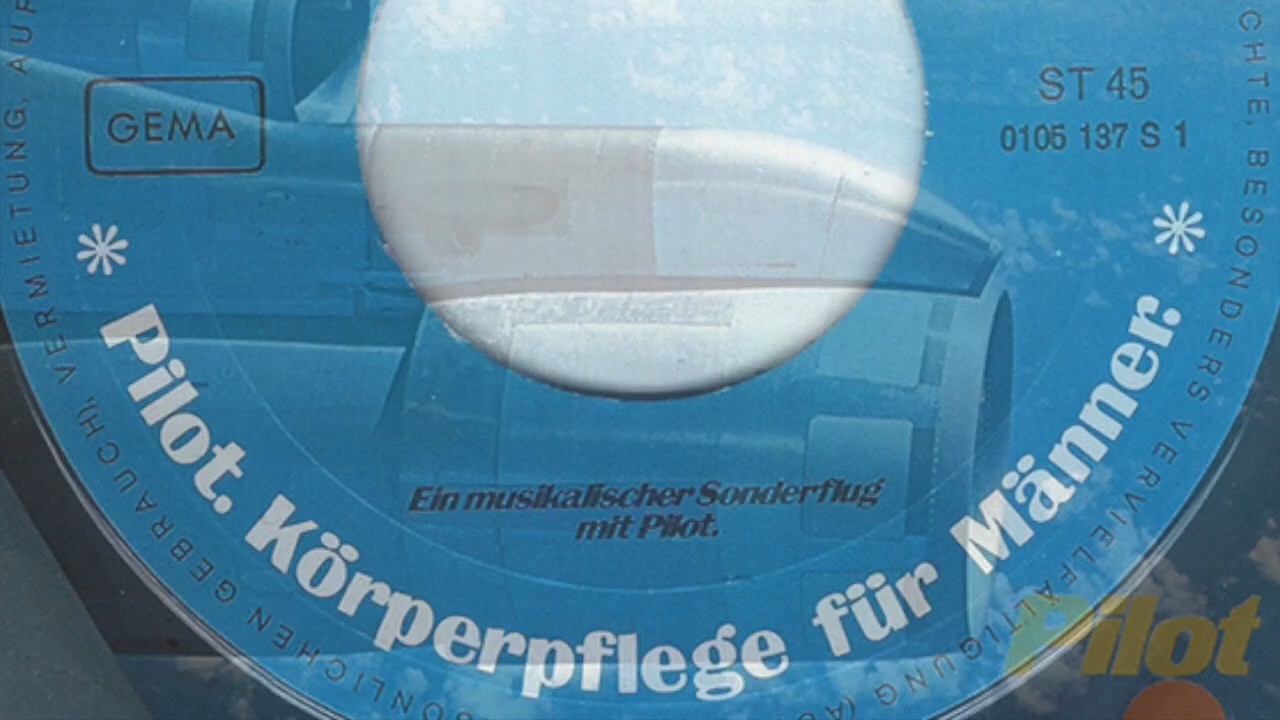 GEMA
ST 45
0105 137 S 1
* Pilot. Körperpflege für Männer. *
Ein musikalischer Sonderflug
mit Pilot.
CHTE, BESONDERS VERVIELFÄLTIGUNG
GEBRAUCH), VERMIETUNG,
Pilot